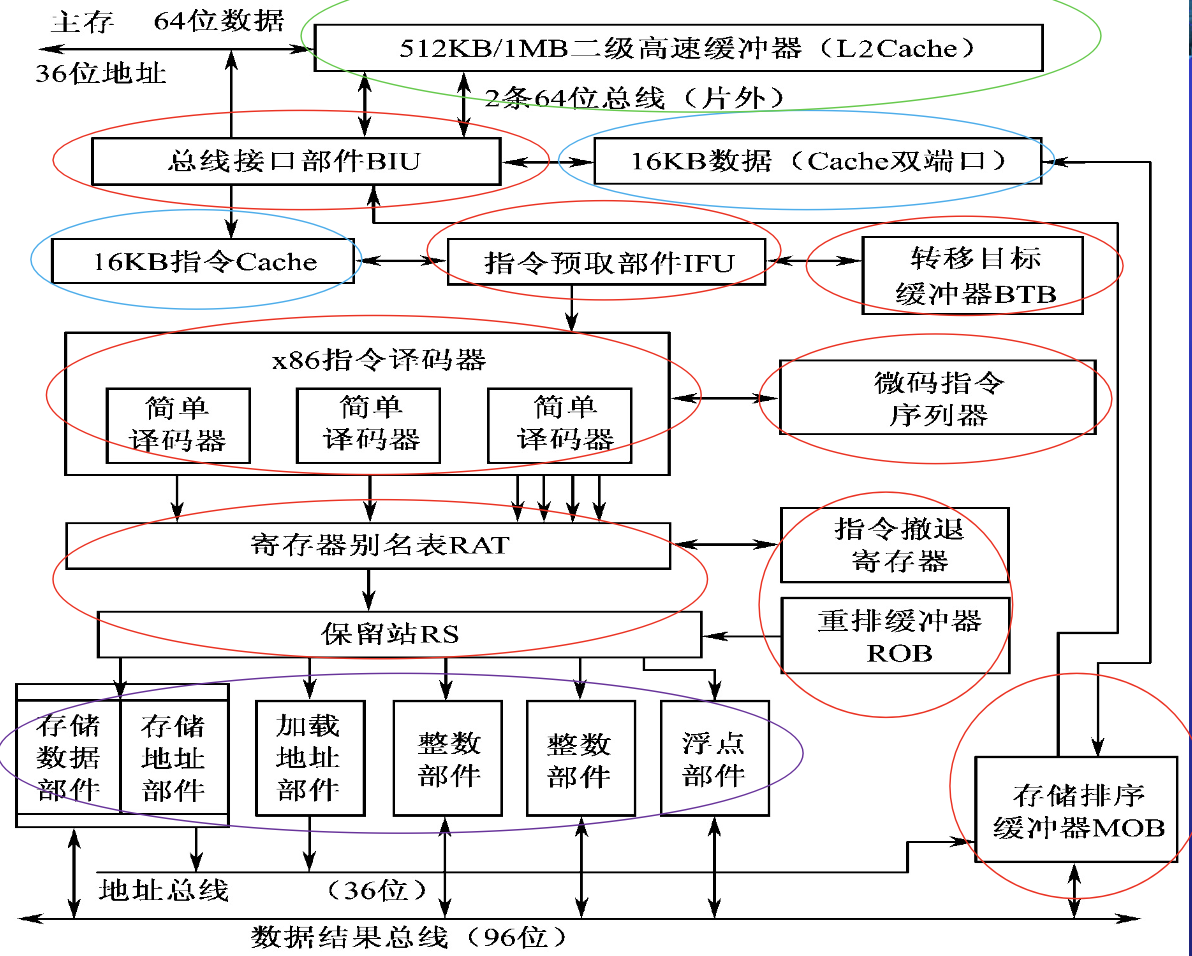 主存 64位数据
512KB/1MB二级高速缓冲器（L2Cache）
36位地址
2条64位总线（片外）
总线接口部件BIU
16KB数据（Cache双端口）
16KB指令Cache
指令预取部件IFU
转移目标
缓冲器BTB
x86指令译码器
简单
译码器
简单
译码器
简单
译码器
微码指令
序列器
寄存器别名表RAT
指令撤退
寄存器
保留站RS
重排缓冲器
ROB
存储
数据
部件
存储
地址
部件
加载
地址
部件
整数
部件
整数
部件
浮点
部件
存储排序
缓冲器MOB
地址总线 （36位）
数据结果总线（96位）